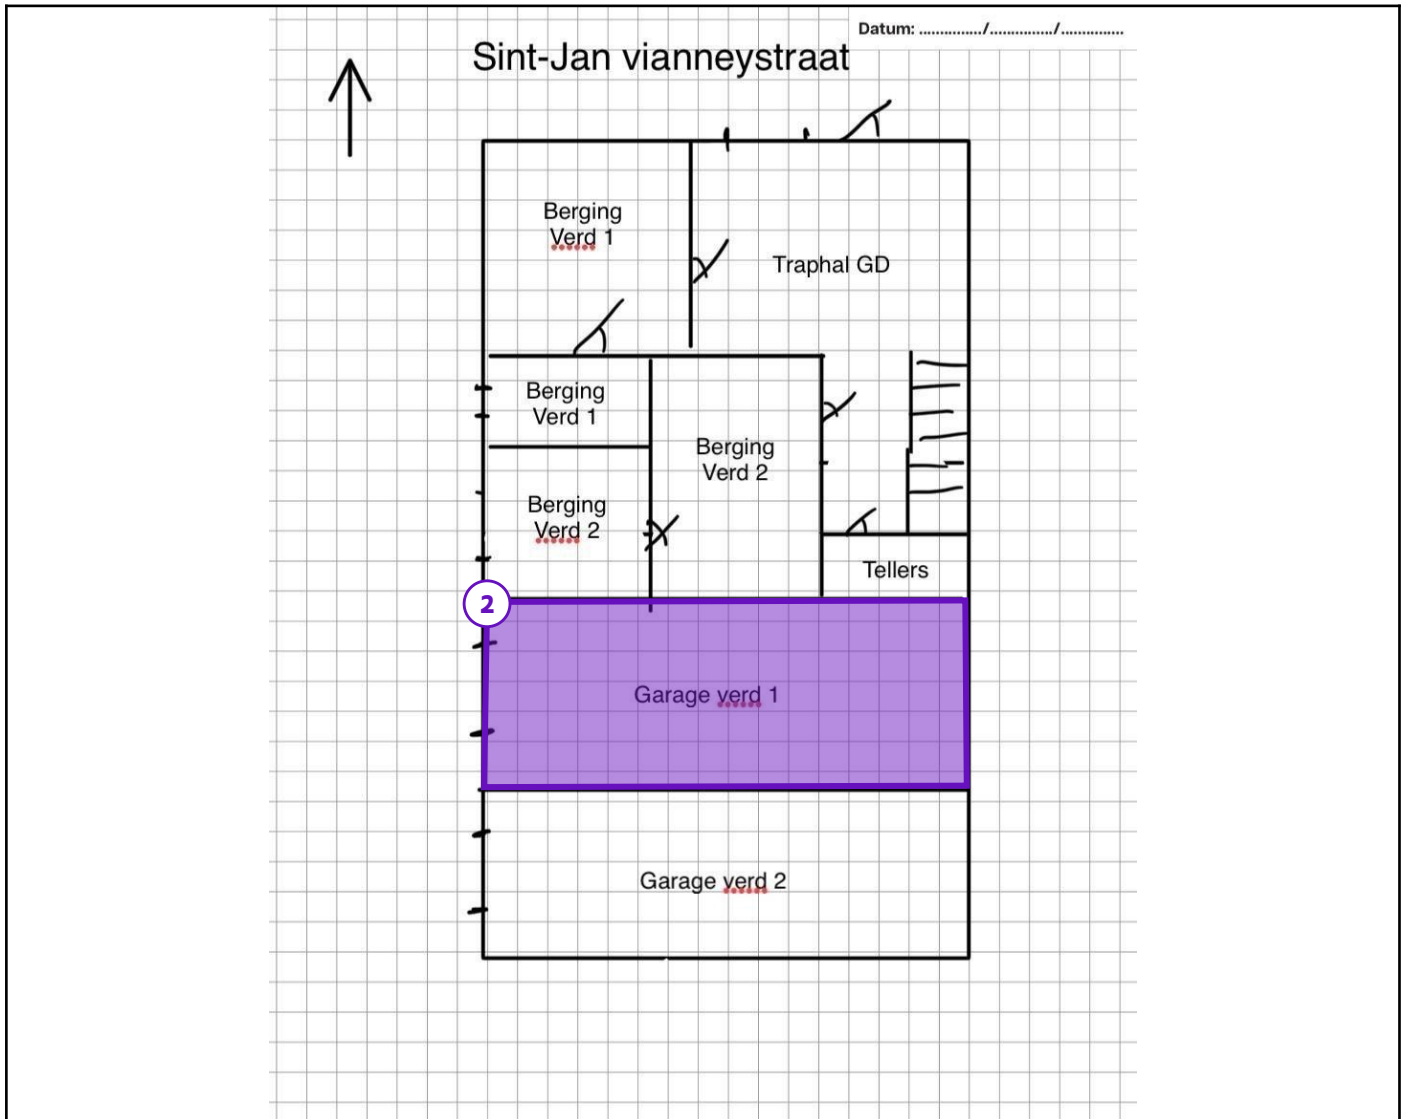 Datum: .............../.............../...............
Sint-Jan vianneystraat
Berging
Verd 1
Traphal GD
Berging
Verd 1
Berging
Verd 2
Berging
Verd 2
Tellers
2
Garage verd 1
Garage verd 2